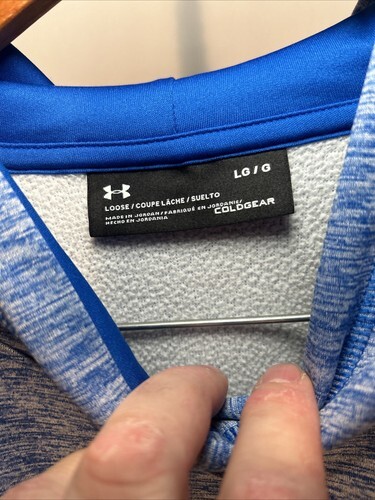 LG / G
LOOSE / COUPE LÂCHE / SUELTO
MADE IN JORDAN / FABRIQUÉ EN JORDANIE/
HECHO EN JORDANIA
COLDGEAR